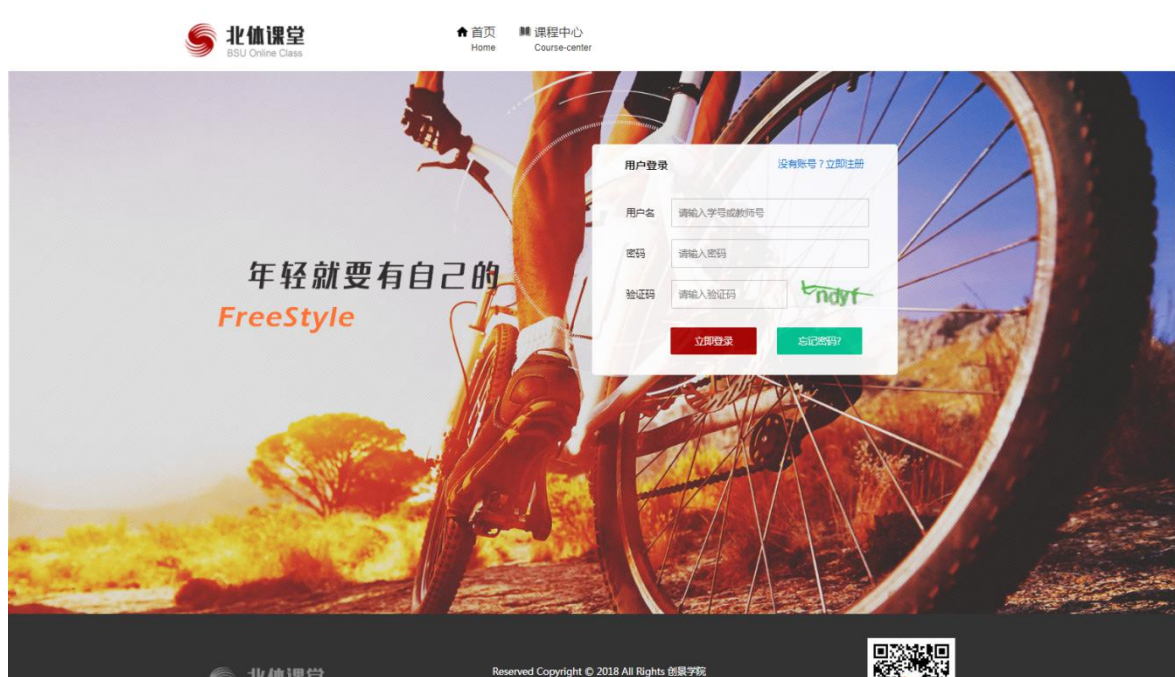 北体课堂
BSU Online Class
首页
Home
课程中心
Course-center
用户登录
没有账号？立即注册
用户名
请输入学号或教师号
密码
请输入密码
验证码
请输入验证码
立即登录
忘记密码?
年轻就要有自己的
FreeStyle
北体课堂
Reserved Copyright © 2018 All Rights 创景学院